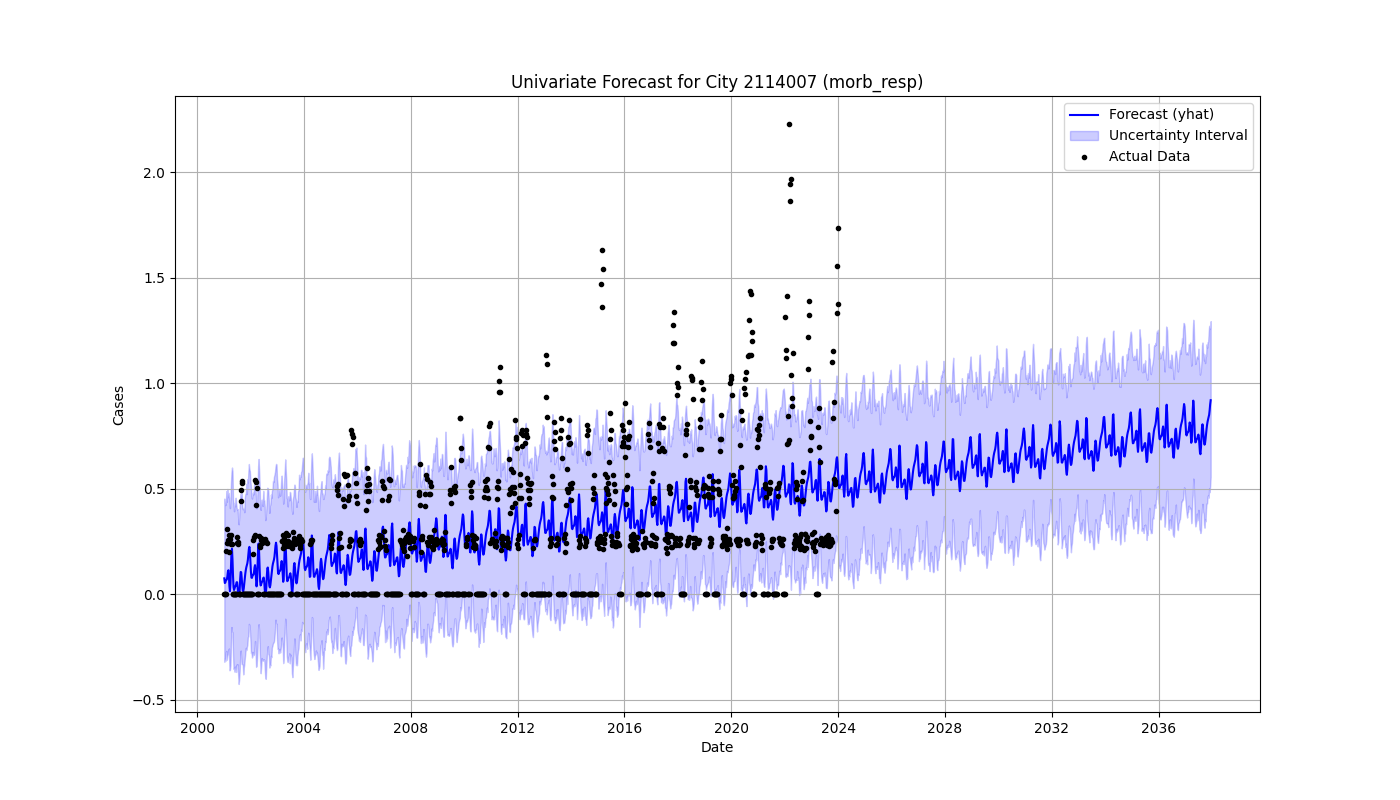 Univariate Forecast for City 2114007 (morb_resp)
Forecast (yhat)
Uncertainty Interval
Actual Data
Cases
2.0
1.5
1.0
0.5
0.0
−0.5
2000 2004 2008 2012 2016 2020 2024 2028 2032 2036
Date